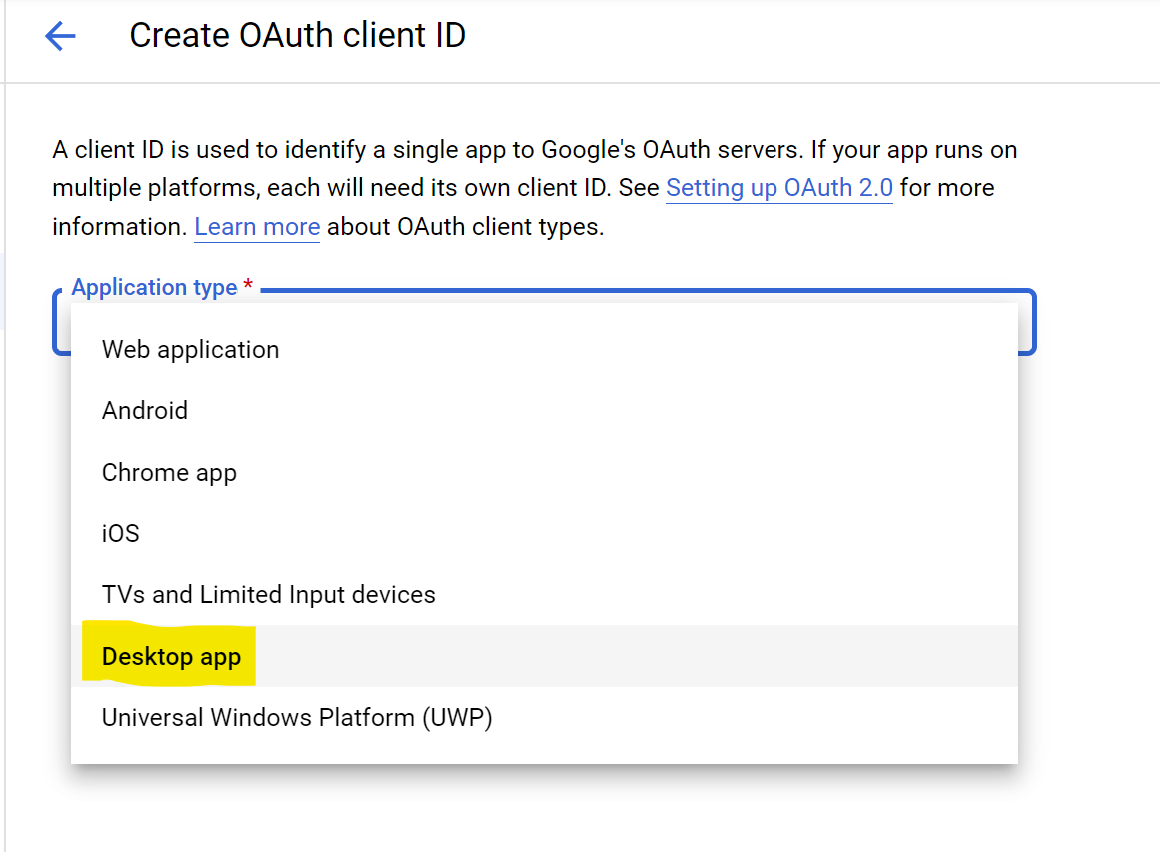 Create OAuth client ID
A client ID is used to identify a single app to Google's OAuth servers. If your app runs on
multiple platforms, each will need its own client ID. See Setting up OAuth 2.0 for more
information. Learn more about OAuth client types.
Application type *
Web application
Android
Chrome app
iOS
TVs and Limited Input devices
Desktop app
Universal Windows Platform (UWP)